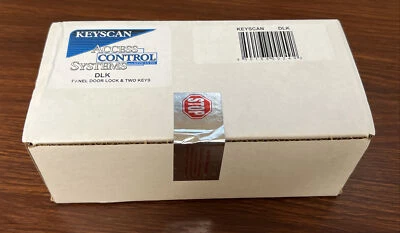 KEYSCAN
ACCESS
CONTROL
SYSTEMS
DLK
PANEL DOOR LOCK & TWO KEYS
KEYSCAN DLK
STOP